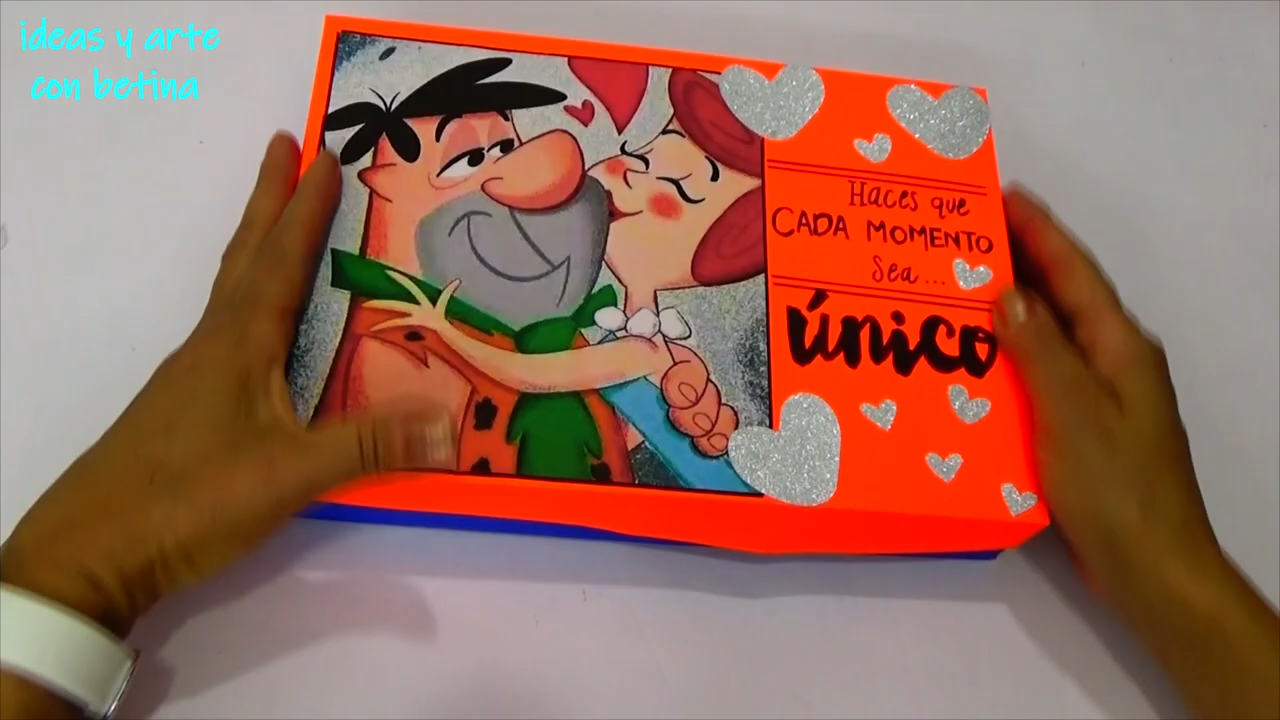 ideas y arte
con betina
Haces que
CADA MOMENTO
Sea...
único